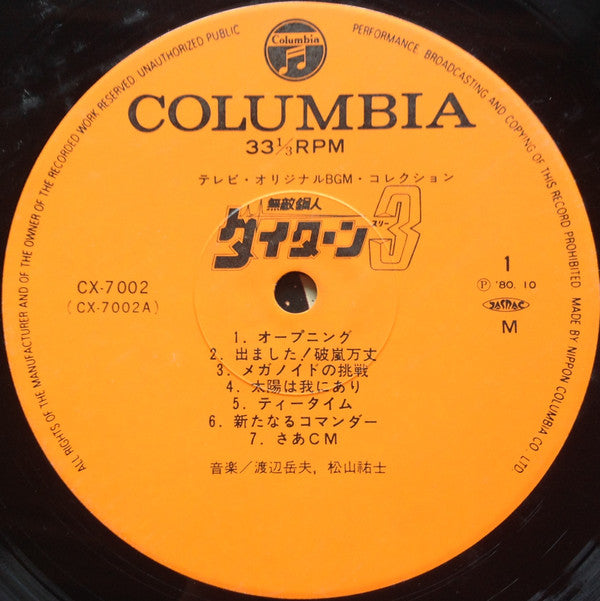 ALL RIGHTS OF THE MANUFACTURER AND OF THE OWNER OF THE RECORDED WORK RESERVED UNAUTHORIZED PUBLIC PERFORMANCE, BROADCASTING AND COPYING OF THIS RECORD PROHIBITED MADE BY NIPPON COLUMBIA CO. LTD.
Columbia
COLUMBIA
33 1/3 RPM
テレビ・オリジナルBGM・コレクション
無敵鋼人
ダイターン3
スリー
CX-7002
(CX-7002A)
1
Ⓟ '80. 10
JASRAC
M
1. オープニング
2. 出ました!破嵐万丈
3. メガノイドの挑戦
4. 太陽は我にあり
5. ティータイム
6. 新たなるコマンダー
7. さあCM
音楽/渡辺岳夫, 松山祐士